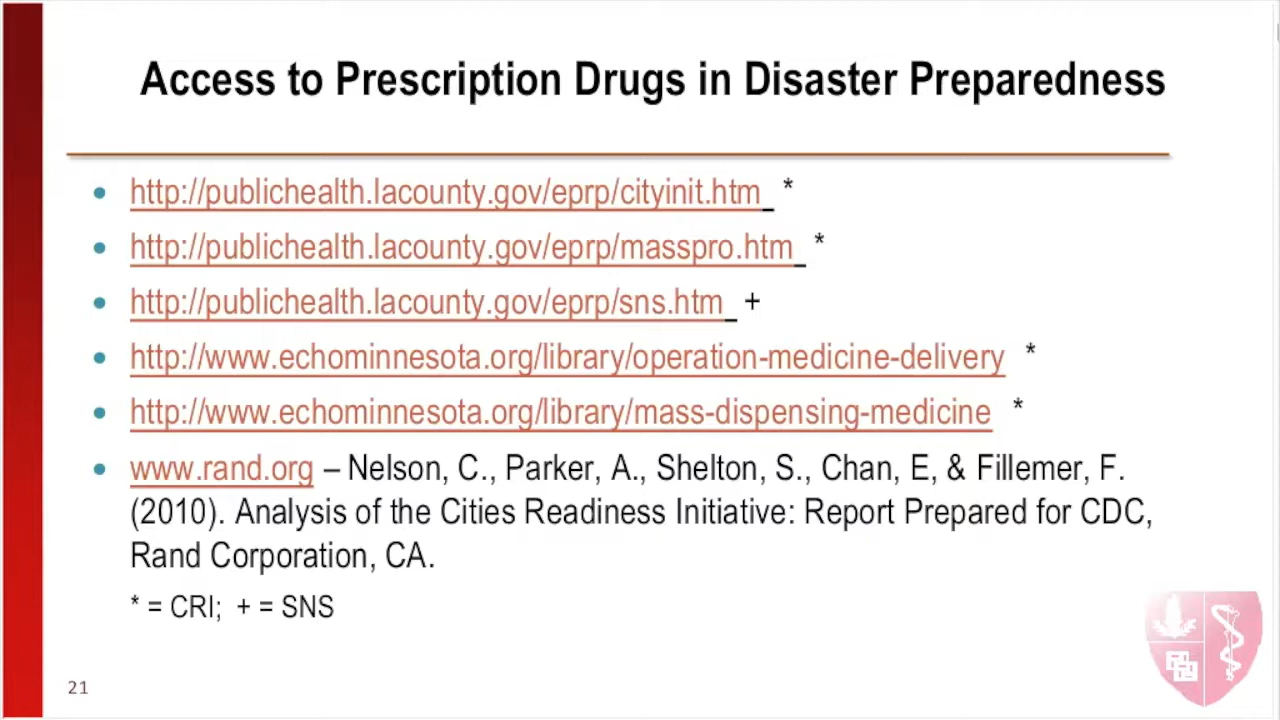 Access to Prescription Drugs in Disaster Preparedness
• http://publichealth.lacounty.gov/eprp/cityinit.htm_ *
• http://publichealth.lacounty.gov/eprp/masspro.htm_ *
• http://publichealth.lacounty.gov/eprp/sns.htm_ +
• http://www.echominnesota.org/library/operation-medicine-delivery *
• http://www.echominnesota.org/library/mass-dispensing-medicine *
• www.rand.org – Nelson, C., Parker, A., Shelton, S., Chan, E, & Fillemer, F.
(2010). Analysis of the Cities Readiness Initiative: Report Prepared for CDC,
Rand Corporation, CA.
* = CRI; + = SNS
21